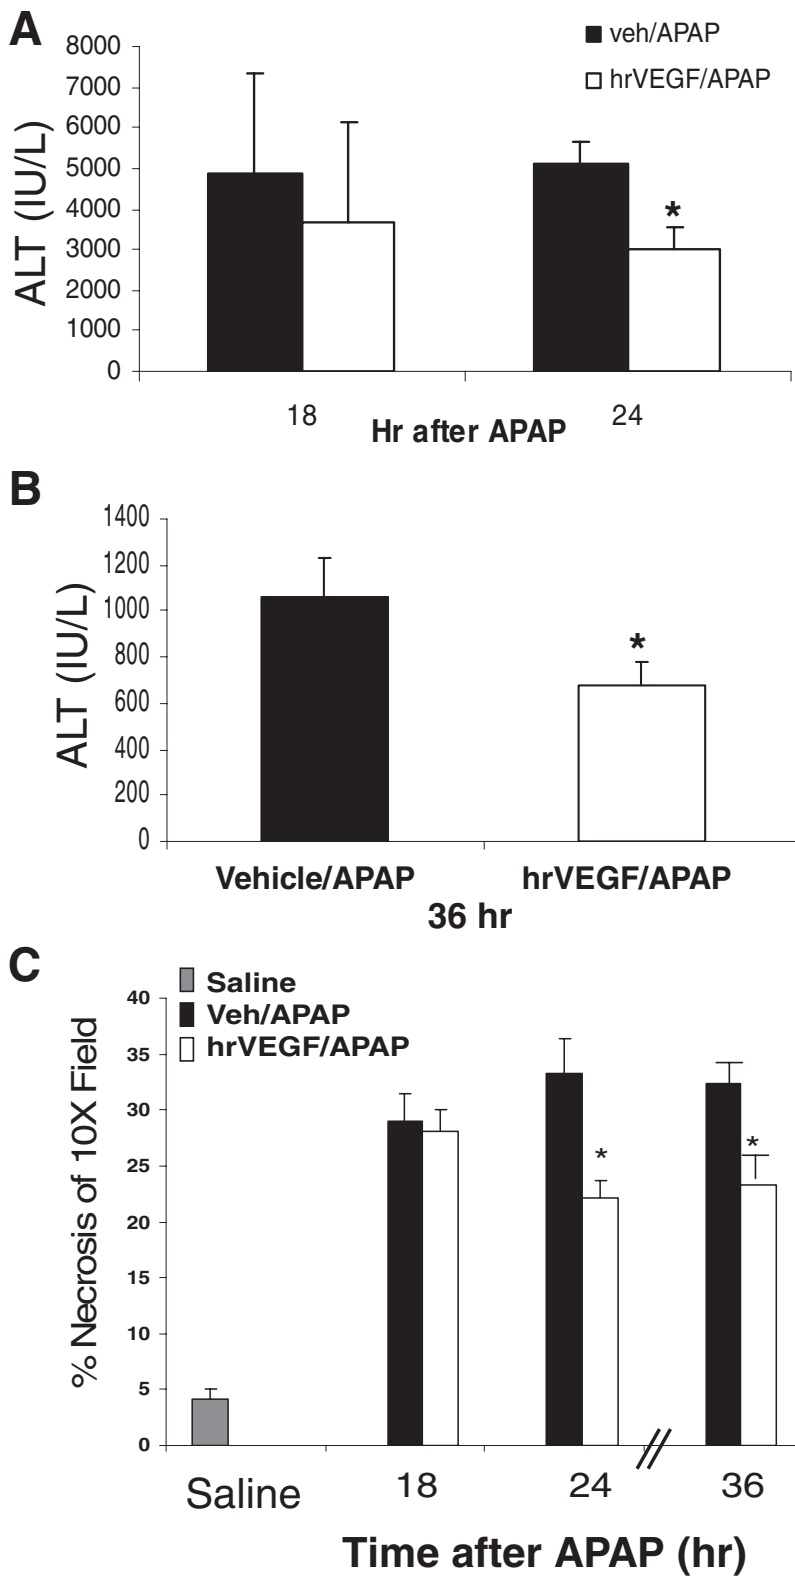 A
veh/APAP
hrVEGF/APAP
ALT (IU/L)
8000
7000
6000
5000
4000
3000
2000
1000
0
*
18
24
Hr after APAP
B
ALT (IU/L)
1400
1200
1000
800
600
400
200
0
*
Vehicle/APAP
hrVEGF/APAP
36 hr
C
Saline
Veh/APAP
hrVEGF/APAP
% Necrosis of 10X Field
40
35
30
25
20
15
10
5
0
*
*
Saline
18
24
36
Time after APAP (hr)